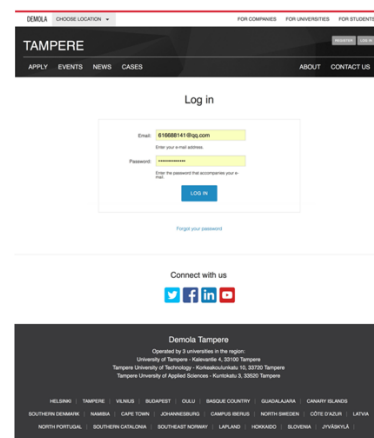 DEMOLA CHOOSE LOCATION FOR COMPANIES FOR UNIVERSITIES FOR STUDENTS
TAMPERE REGISTER LOG IN
APPLY EVENTS NEWS CASES ABOUT CONTACT US
Log in
Email: 618688141@qq.com
Enter your e-mail address
Password:
Enter the password that accompanies your e-
mail.
LOG IN
Forgot your password
Connect with us
Demola Tampere
Operated by 3 universities in the region:
University of Tampere - Kalevantie 4, 33100 Tampere
Tampere University of Technology - Korkeakoulunkatu 10, 33720 Tampere
Tampere University of Applied Sciences - Kuntokatu 3, 33520 Tampere
HELSINKI | TAMPERE | VILNIUS | BUDAPEST | OULU | BASQUE COUNTRY | GUADALAJARA | CANARY ISLANDS
SOUTHERN DENMARK | NAMIBIA | CAPE TOWN | JOHANNESBURG | CAMPUS IBERUS | NORTH SWEDEN | CÔTE D'AZUR | LATVIA
NORTH PORTUGAL | SOUTHERN CATALONIA | SOUTHEAST NORWAY | LAPLAND | HOKKAIDO | SLOVENIA | JYVÄSKYLÄ |